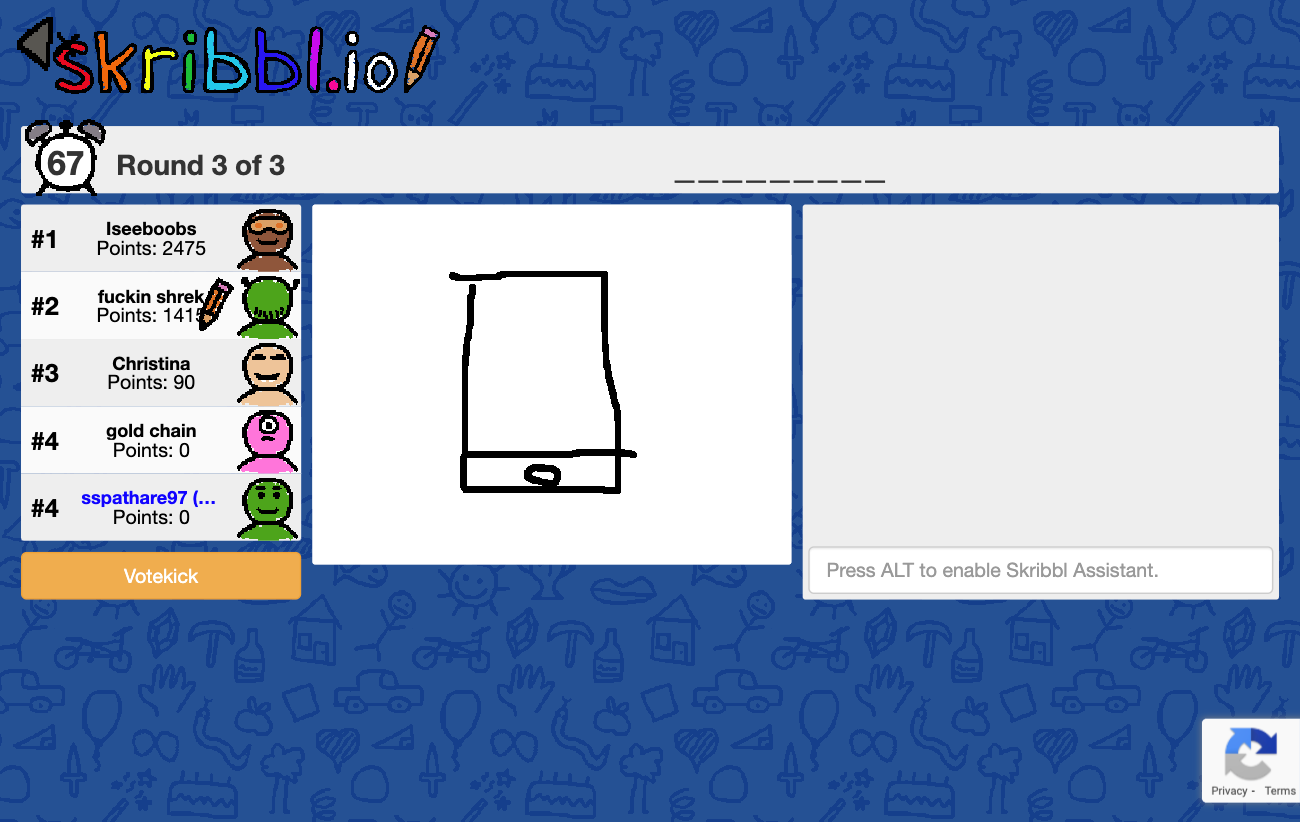 skribbl.io
67
Round 3 of 3
_ _ _ _ _ _ _ _ _
#1
Iseeboobs
Points: 2475
#2
fuckin shrek
Points: 1415
#3
Christina
Points: 90
#4
gold chain
Points: 0
#4
sspathare97 (...
Points: 0
Votekick
Press ALT to enable Skribbl Assistant.
Privacy - Terms